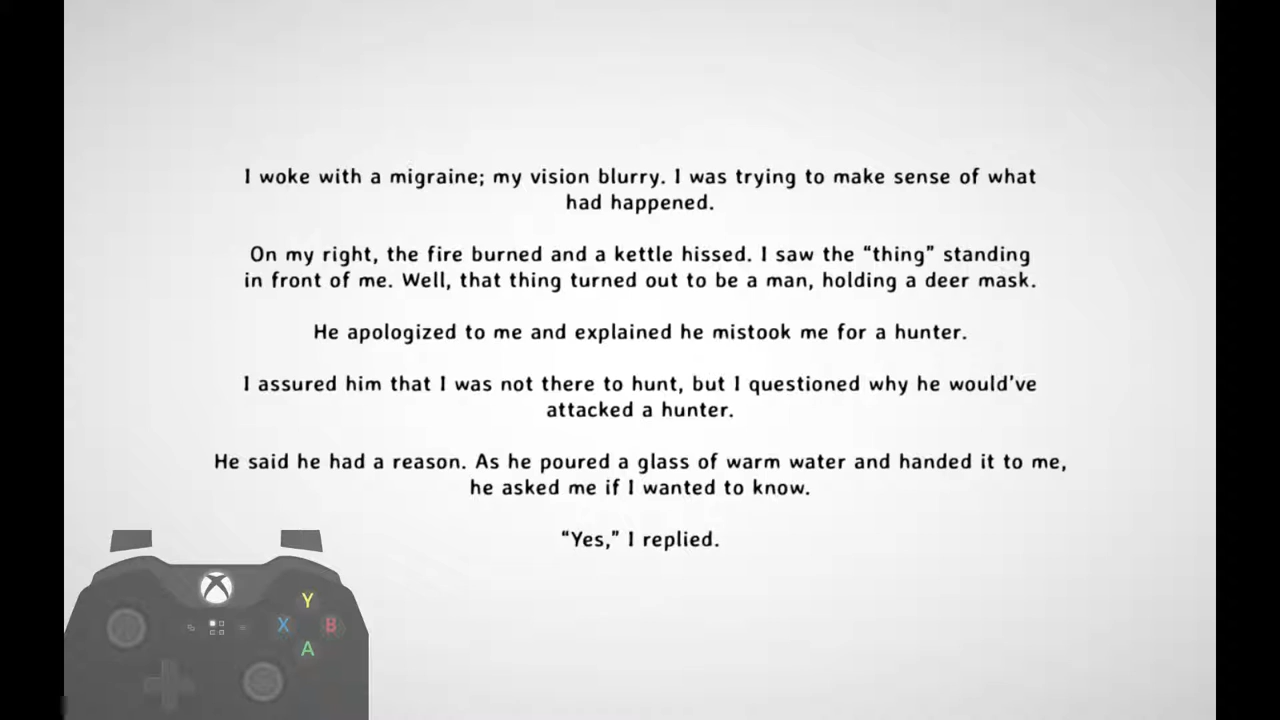 I woke with a migraine; my vision blurry. I was trying to make sense of what
had happened.
On my right, the fire burned and a kettle hissed. I saw the “thing” standing
in front of me. Well, that thing turned out to be a man, holding a deer mask.
He apologized to me and explained he mistook me for a hunter.
I assured him that I was not there to hunt, but I questioned why he would've
attacked a hunter.
He said he had a reason. As he poured a glass of warm water and handed it to me,
he asked me if I wanted to know.
“Yes,” I replied.
Y
X B
A